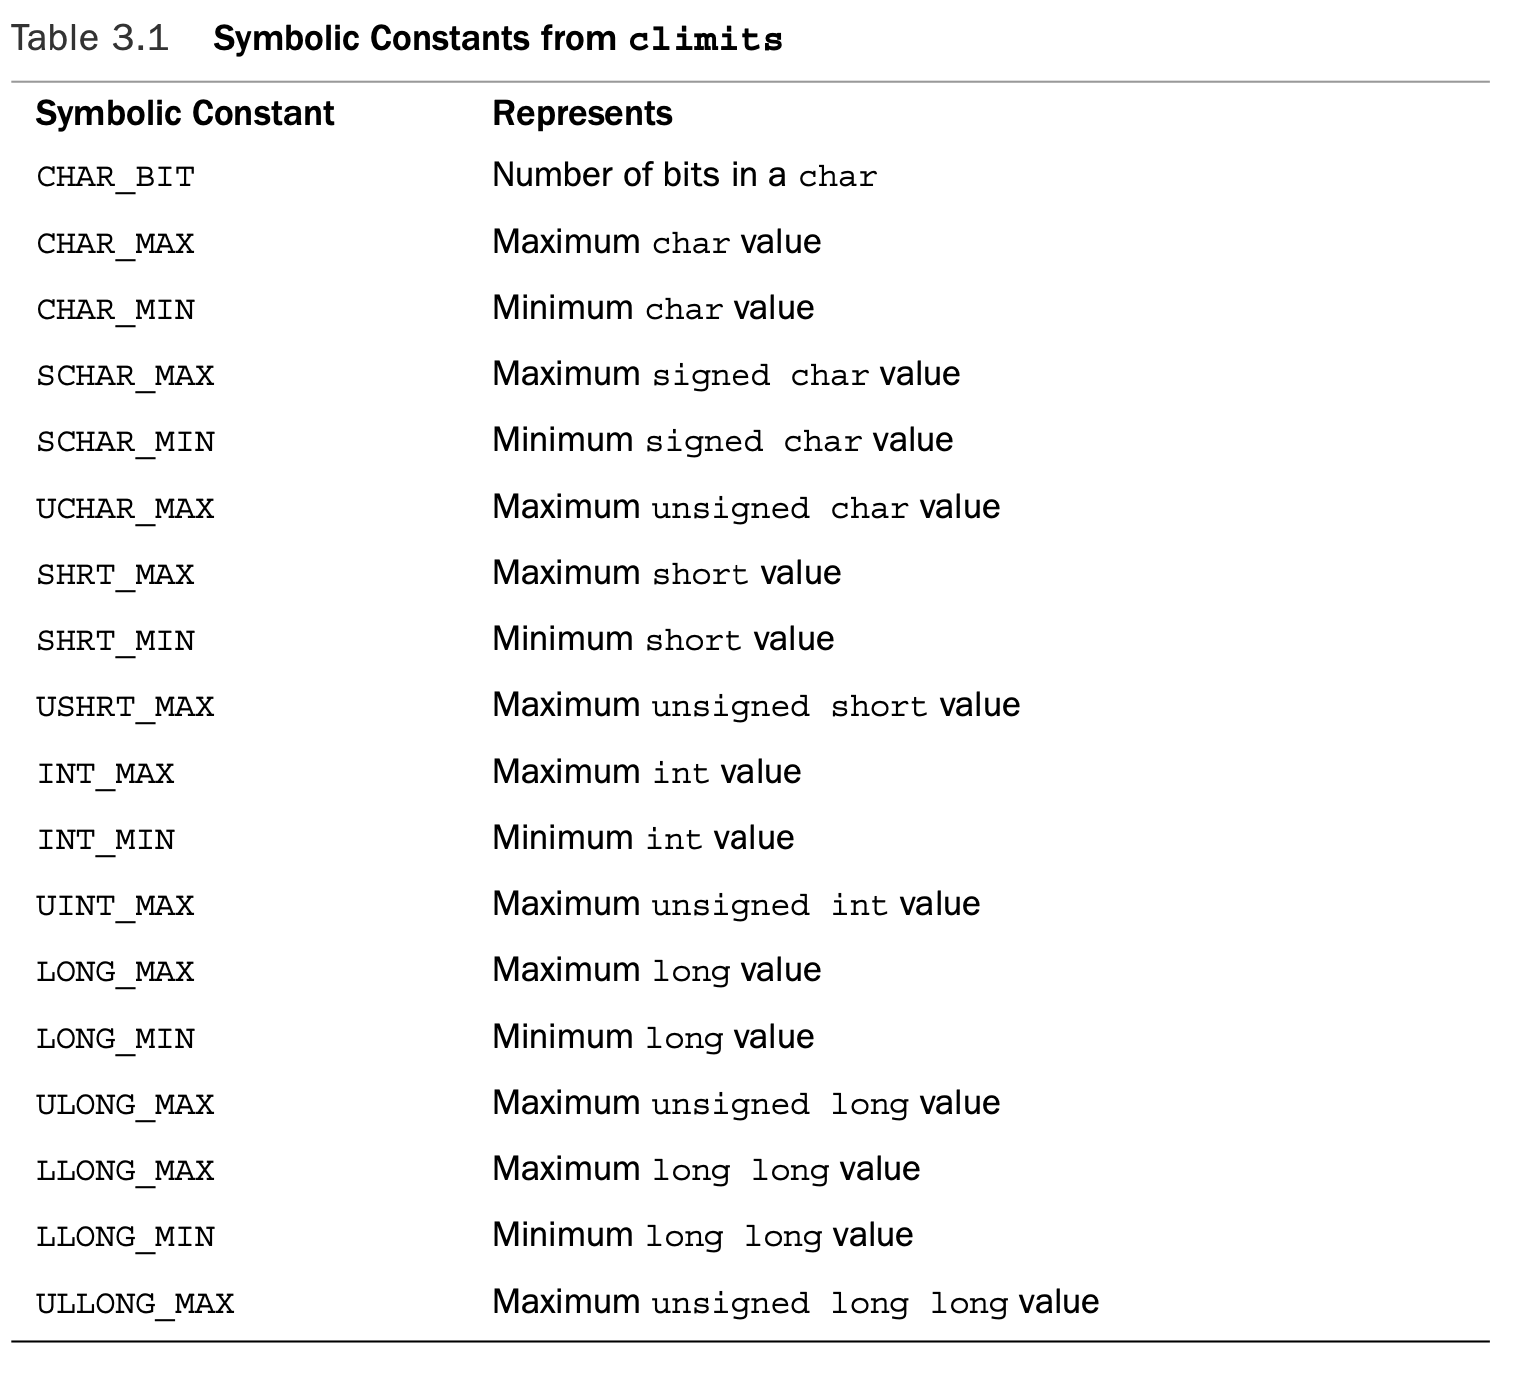 Table 3.1 Symbolic Constants from climits
Symbolic Constant Represents
CHAR_BIT Number of bits in a char
CHAR_MAX Maximum char value
CHAR_MIN Minimum char value
SCHAR_MAX Maximum signed char value
SCHAR_MIN Minimum signed char value
UCHAR_MAX Maximum unsigned char value
SHRT_MAX Maximum short value
SHRT_MIN Minimum short value
USHRT_MAX Maximum unsigned short value
INT_MAX Maximum int value
INT_MIN Minimum int value
UINT_MAX Maximum unsigned int value
LONG_MAX Maximum long value
LONG_MIN Minimum long value
ULONG_MAX Maximum unsigned long value
LLONG_MAX Maximum long long value
LLONG_MIN Minimum long long value
ULLONG_MAX Maximum unsigned long long value